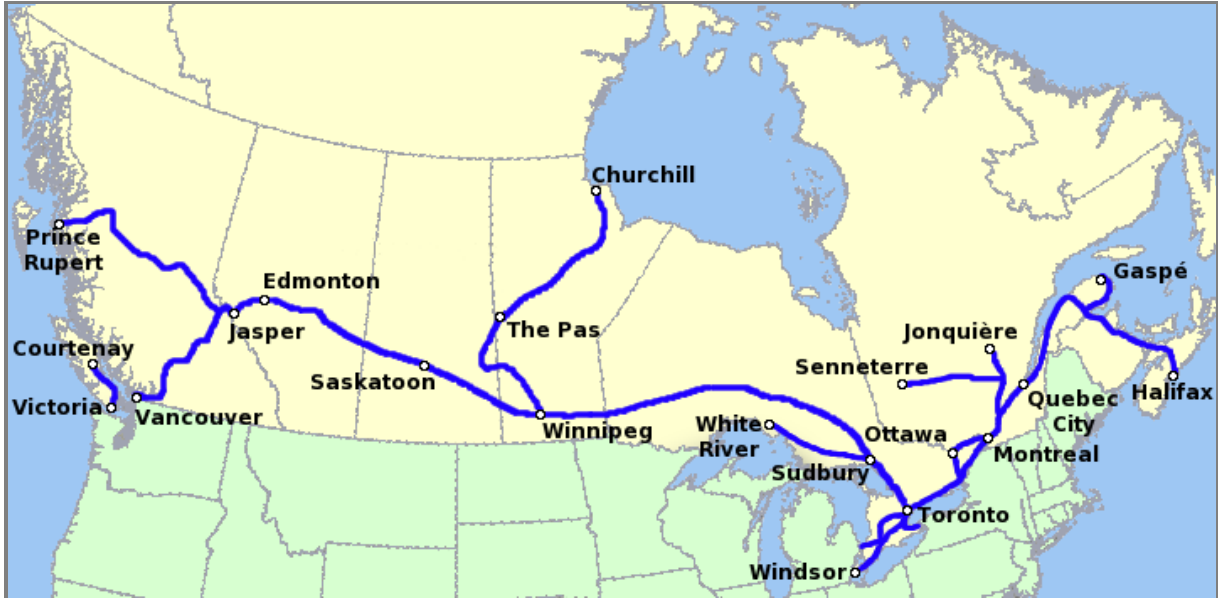 Churchill
Prince
Rupert
Gaspé
Edmonton
Jasper
The Pas
Jonquière
Courtenay
Senneterre
Saskatoon
Victoria
Vancouver
Winnipeg
White
River
Ottawa
Quebec
City
Halifax
Montreal
Sudbury
Toronto
Windsor